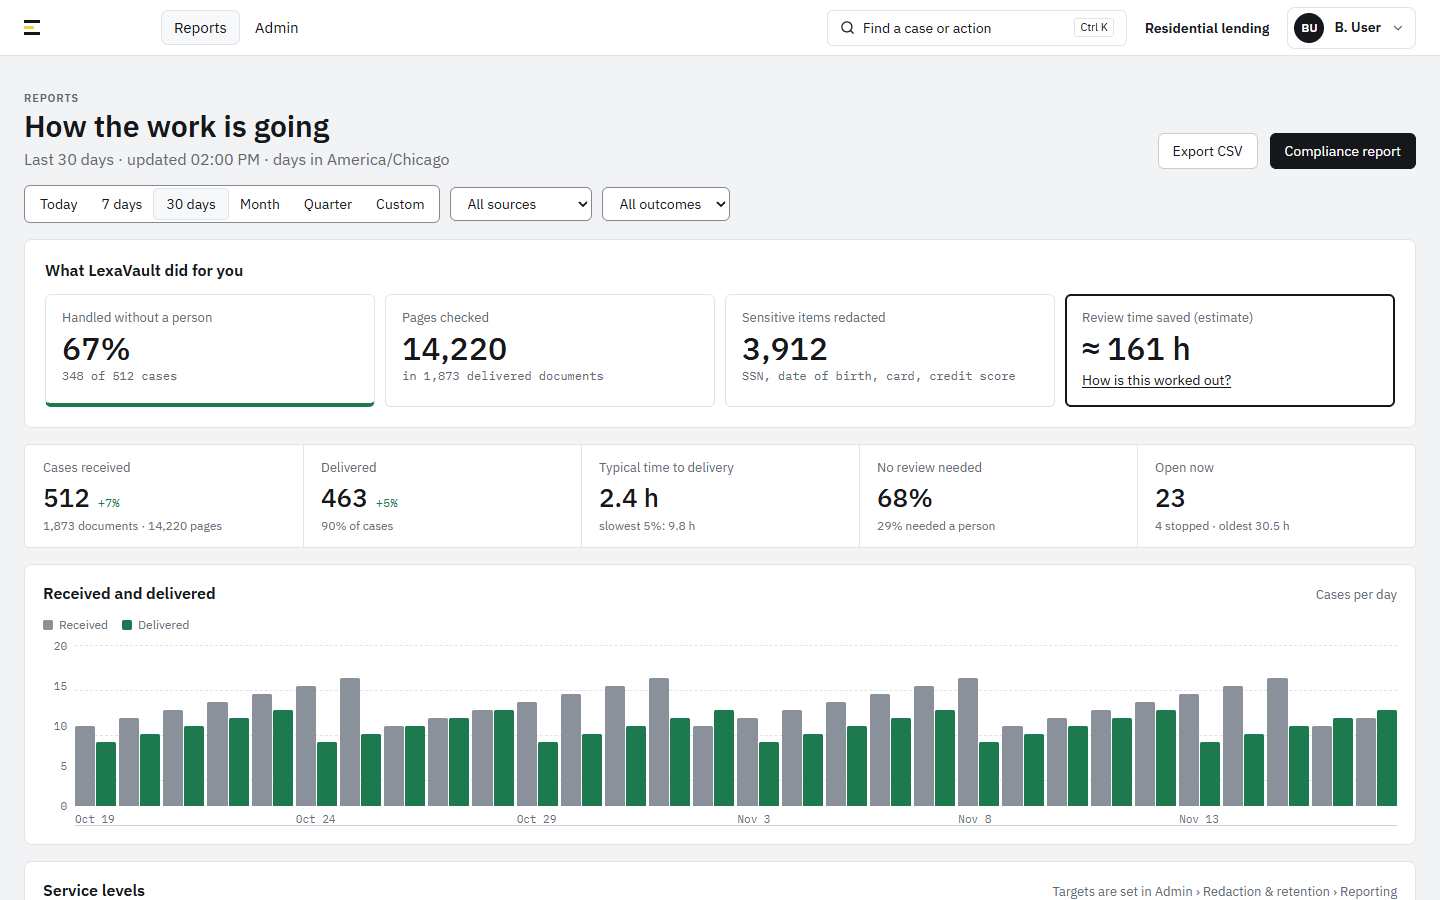 Reports
Admin
Find a case or action
Ctrl K
Residential lending
BU
B. User
REPORTS
How the work is going
Last 30 days · updated 02:00 PM · days in America/Chicago
Export CSV
Compliance report
Today
7 days
30 days
Month
Quarter
Custom
All sources
All outcomes
What LexaVault did for you
Handled without a person
67%
348 of 512 cases
Pages checked
14,220
in 1,873 delivered documents
Sensitive items redacted
3,912
SSN, date of birth, card, credit score
Review time saved (estimate)
≈ 161 h
How is this worked out?
Cases received
512 +7%
1,873 documents · 14,220 pages
Delivered
463 +5%
90% of cases
Typical time to delivery
2.4 h
slowest 5%: 9.8 h
No review needed
68%
29% needed a person
Open now
23
4 stopped · oldest 30.5 h
Received and delivered
Cases per day
Received
Delivered
20
15
10
5
0
Oct 19
Oct 24
Oct 29
Nov 3
Nov 8
Nov 13
Service levels
Targets are set in Admin › Redaction & retention › Reporting